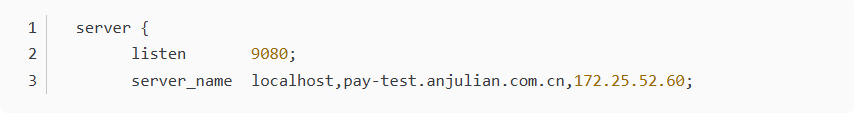 1 server {
2 listen 9080;
3 server_name localhost,pay-test.anjulian.com.cn,172.25.52.60;